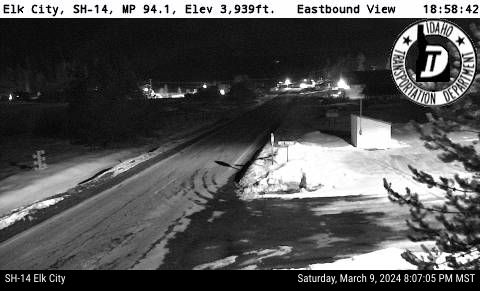 Elk City, SH-14, MP 94.1, Elev 3,939ft. Eastbound View 18:58:42
IDAHO
TRANSPORTATION DEPARTMENT
SH-14 Elk City Saturday, March 9, 2024 8:07:05 PM MST